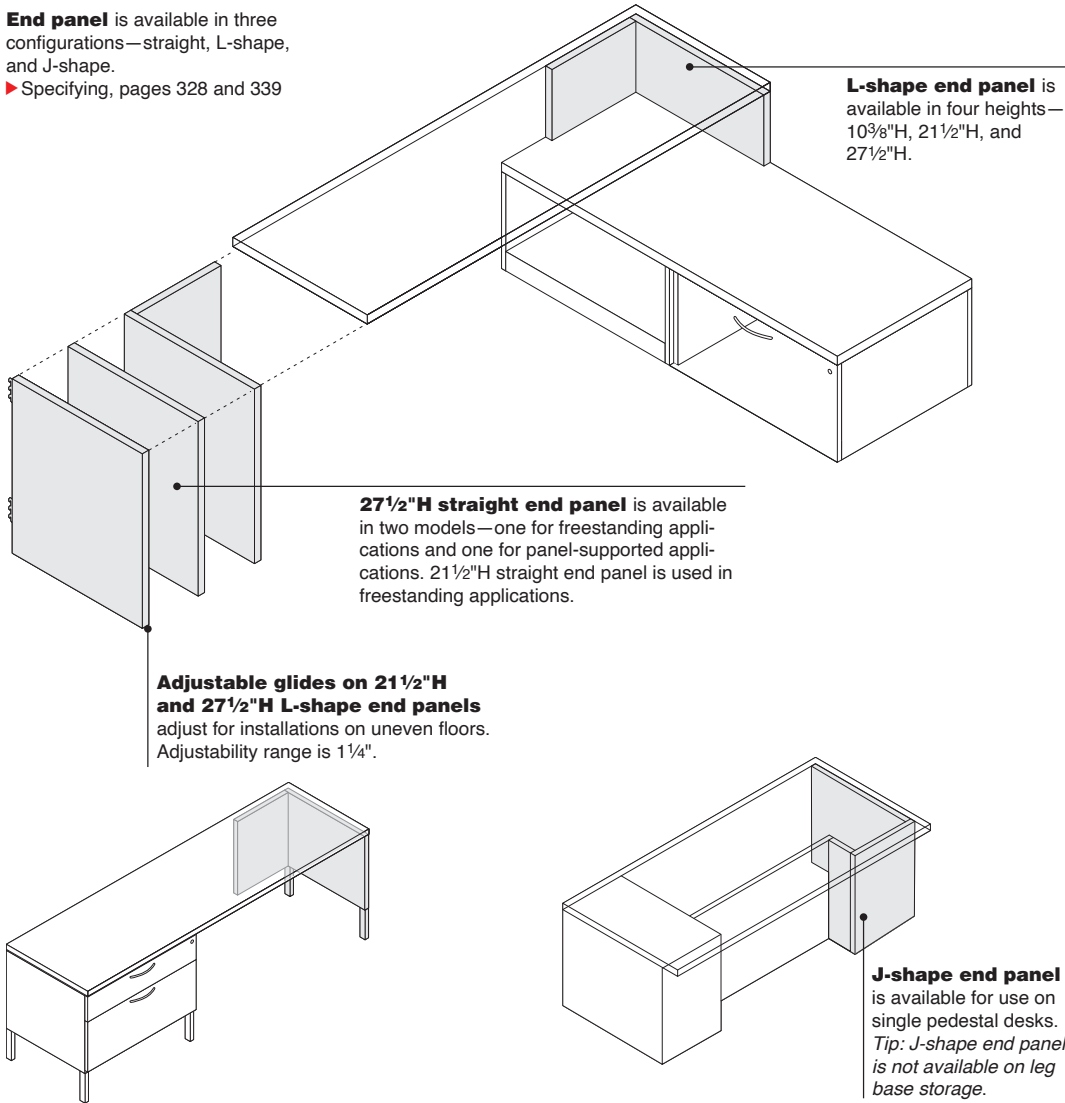 End panel is available in three
configurations—straight, L-shape,
and J-shape.
▶ Specifying, pages 328 and 339
L-shape end panel is
available in four heights—
10⅜"H, 21½"H, and
27½"H.
27½"H straight end panel is available
in two models—one for freestanding appli-
cations and one for panel-supported appli-
cations. 21½"H straight end panel is used in
freestanding applications.
Adjustable glides on 21½"H
and 27½"H L-shape end panels
adjust for installations on uneven floors.
Adjustability range is 1¼".
J-shape end panel
is available for use on
single pedestal desks.
Tip: J-shape end panel
is not available on leg
base storage.